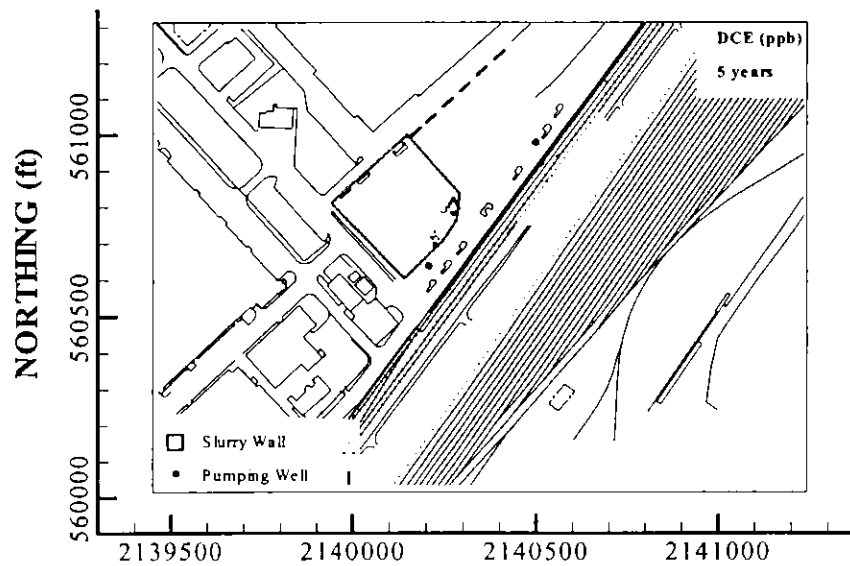 DCE (ppb)
5 years
NORTHING (ft)
561000
560500
560000
Slurry Wall
Pumping Well
2139500
2140000
2140500
2141000